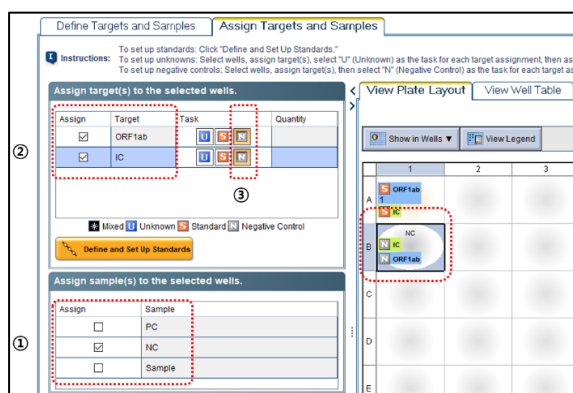 Define Targets and Samples
Assign Targets and Samples
Instructions:
To set up standards: Click "Define and Set Up Standards."
To set up unknowns: Select wells, assign target(s), select "U" (Unknown) as the task for each target assignment, then as
To set up negative controls: Select wells, assign target(s), then select "N" (Negative Control) as the task for each target as
Assign target(s) to the selected wells.
Assign Target Task Quantity
②
ORF1ab U S N
IC U S N
③
Mixed U Unknown S Standard N Negative Control
Define and Set Up Standards
Assign sample(s) to the selected wells.
Assign Sample
①
PC
NC
Sample
View Plate Layout
View Well Table
Show in Wells ▼
View Legend
1 2 3
A
S ORF1ab
1
S IC
B
NC
N IC
N ORF1ab
C
D
E